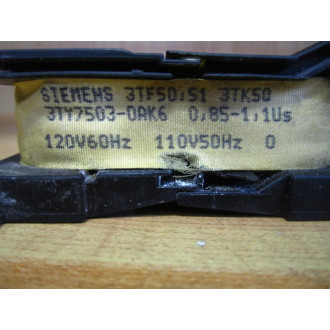 SIEMENS 3TF50,51 3TK50
3TY7503-0AK6 0,85-1,1Us
120V60Hz 110V50Hz 0